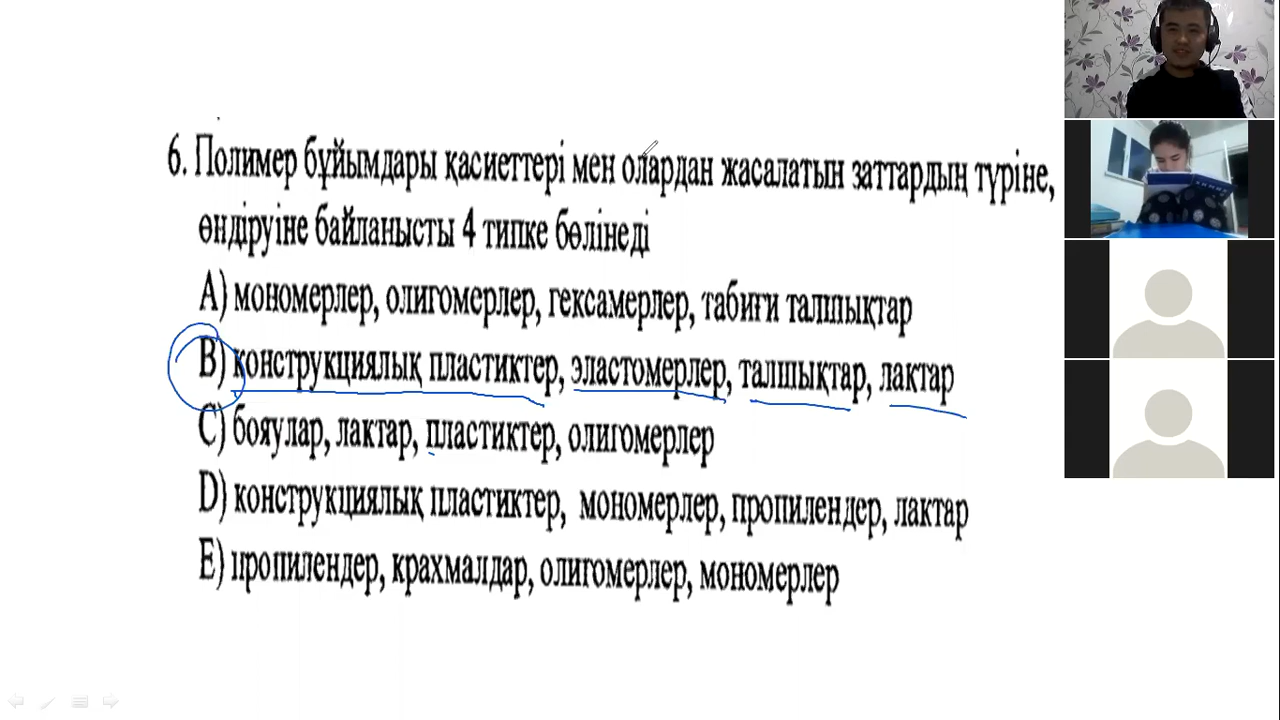 6. Полимер бұйымдары қасиеттері мен олардан жасалатын заттардың түріне,
өндіруіне байланысты 4 типке бөлінеді
A) мономерлер, олигомерлер, гексамерлер, табиғи талшықтар
B) конструкциялық пластиктер, эластомерлер, талшықтар, лактар
C) бояулар, лактар, пластиктер, олигомерлер
D) конструкциялық пластиктер, мономерлер, пропилендер, лактар
E) пропилендер, крахмалдар, олигомерлер, мономерлер